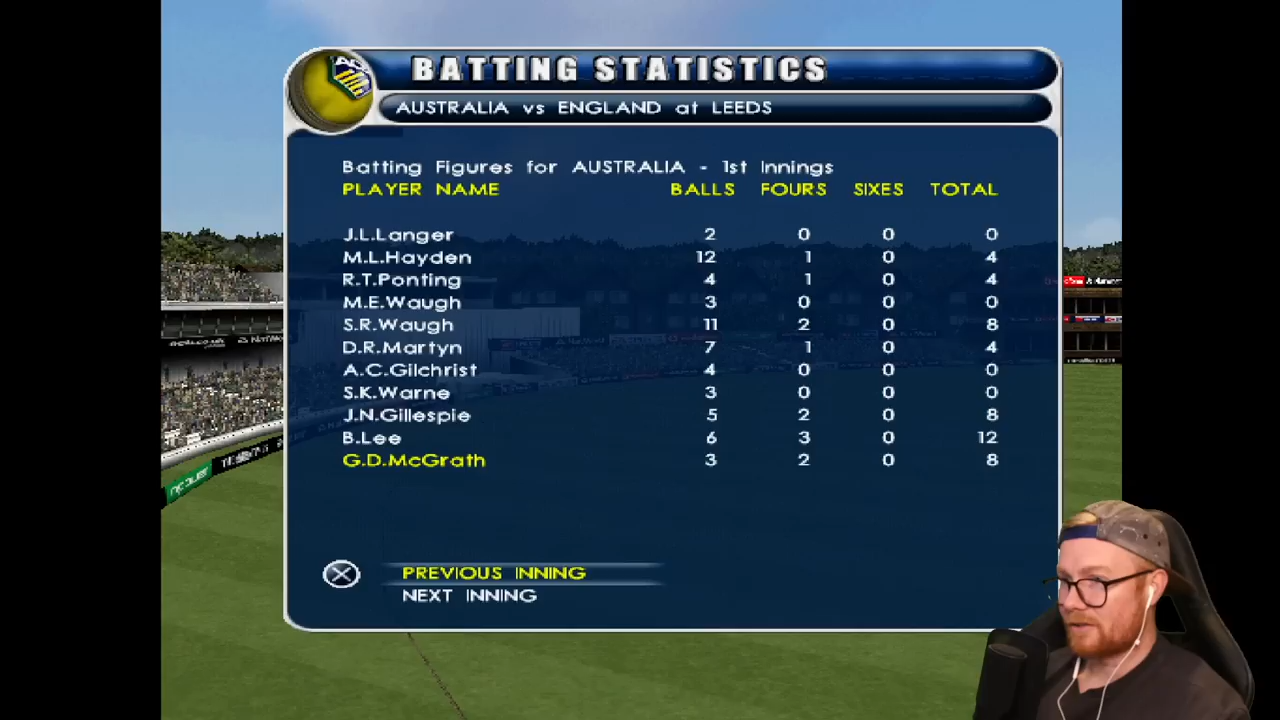 BATTING STATISTICS
AUSTRALIA vs ENGLAND at LEEDS
Batting Figures for AUSTRALIA - 1st Innings
PLAYER NAME BALLS FOURS SIXES TOTAL
J.L.Langer 2 0 0 0
M.L.Hayden 12 1 0 4
R.T.Ponting 4 1 0 4
M.E.Waugh 3 0 0 0
S.R.Waugh 11 2 0 8
D.R.Martyn 7 1 0 4
A.C.Gilchrist 4 0 0 0
S.K.Warne 3 0 0 0
J.N.Gillespie 5 2 0 8
B.Lee 6 3 0 12
G.D.McGrath 3 2 0 8
PREVIOUS INNING
NEXT INNING